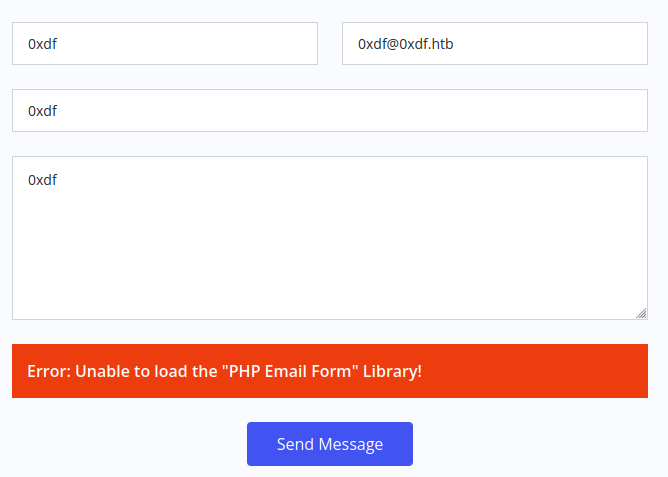 0xdf
0xdf@0xdf.htb
0xdf
0xdf
Error: Unable to load the "PHP Email Form" Library!
Send Message